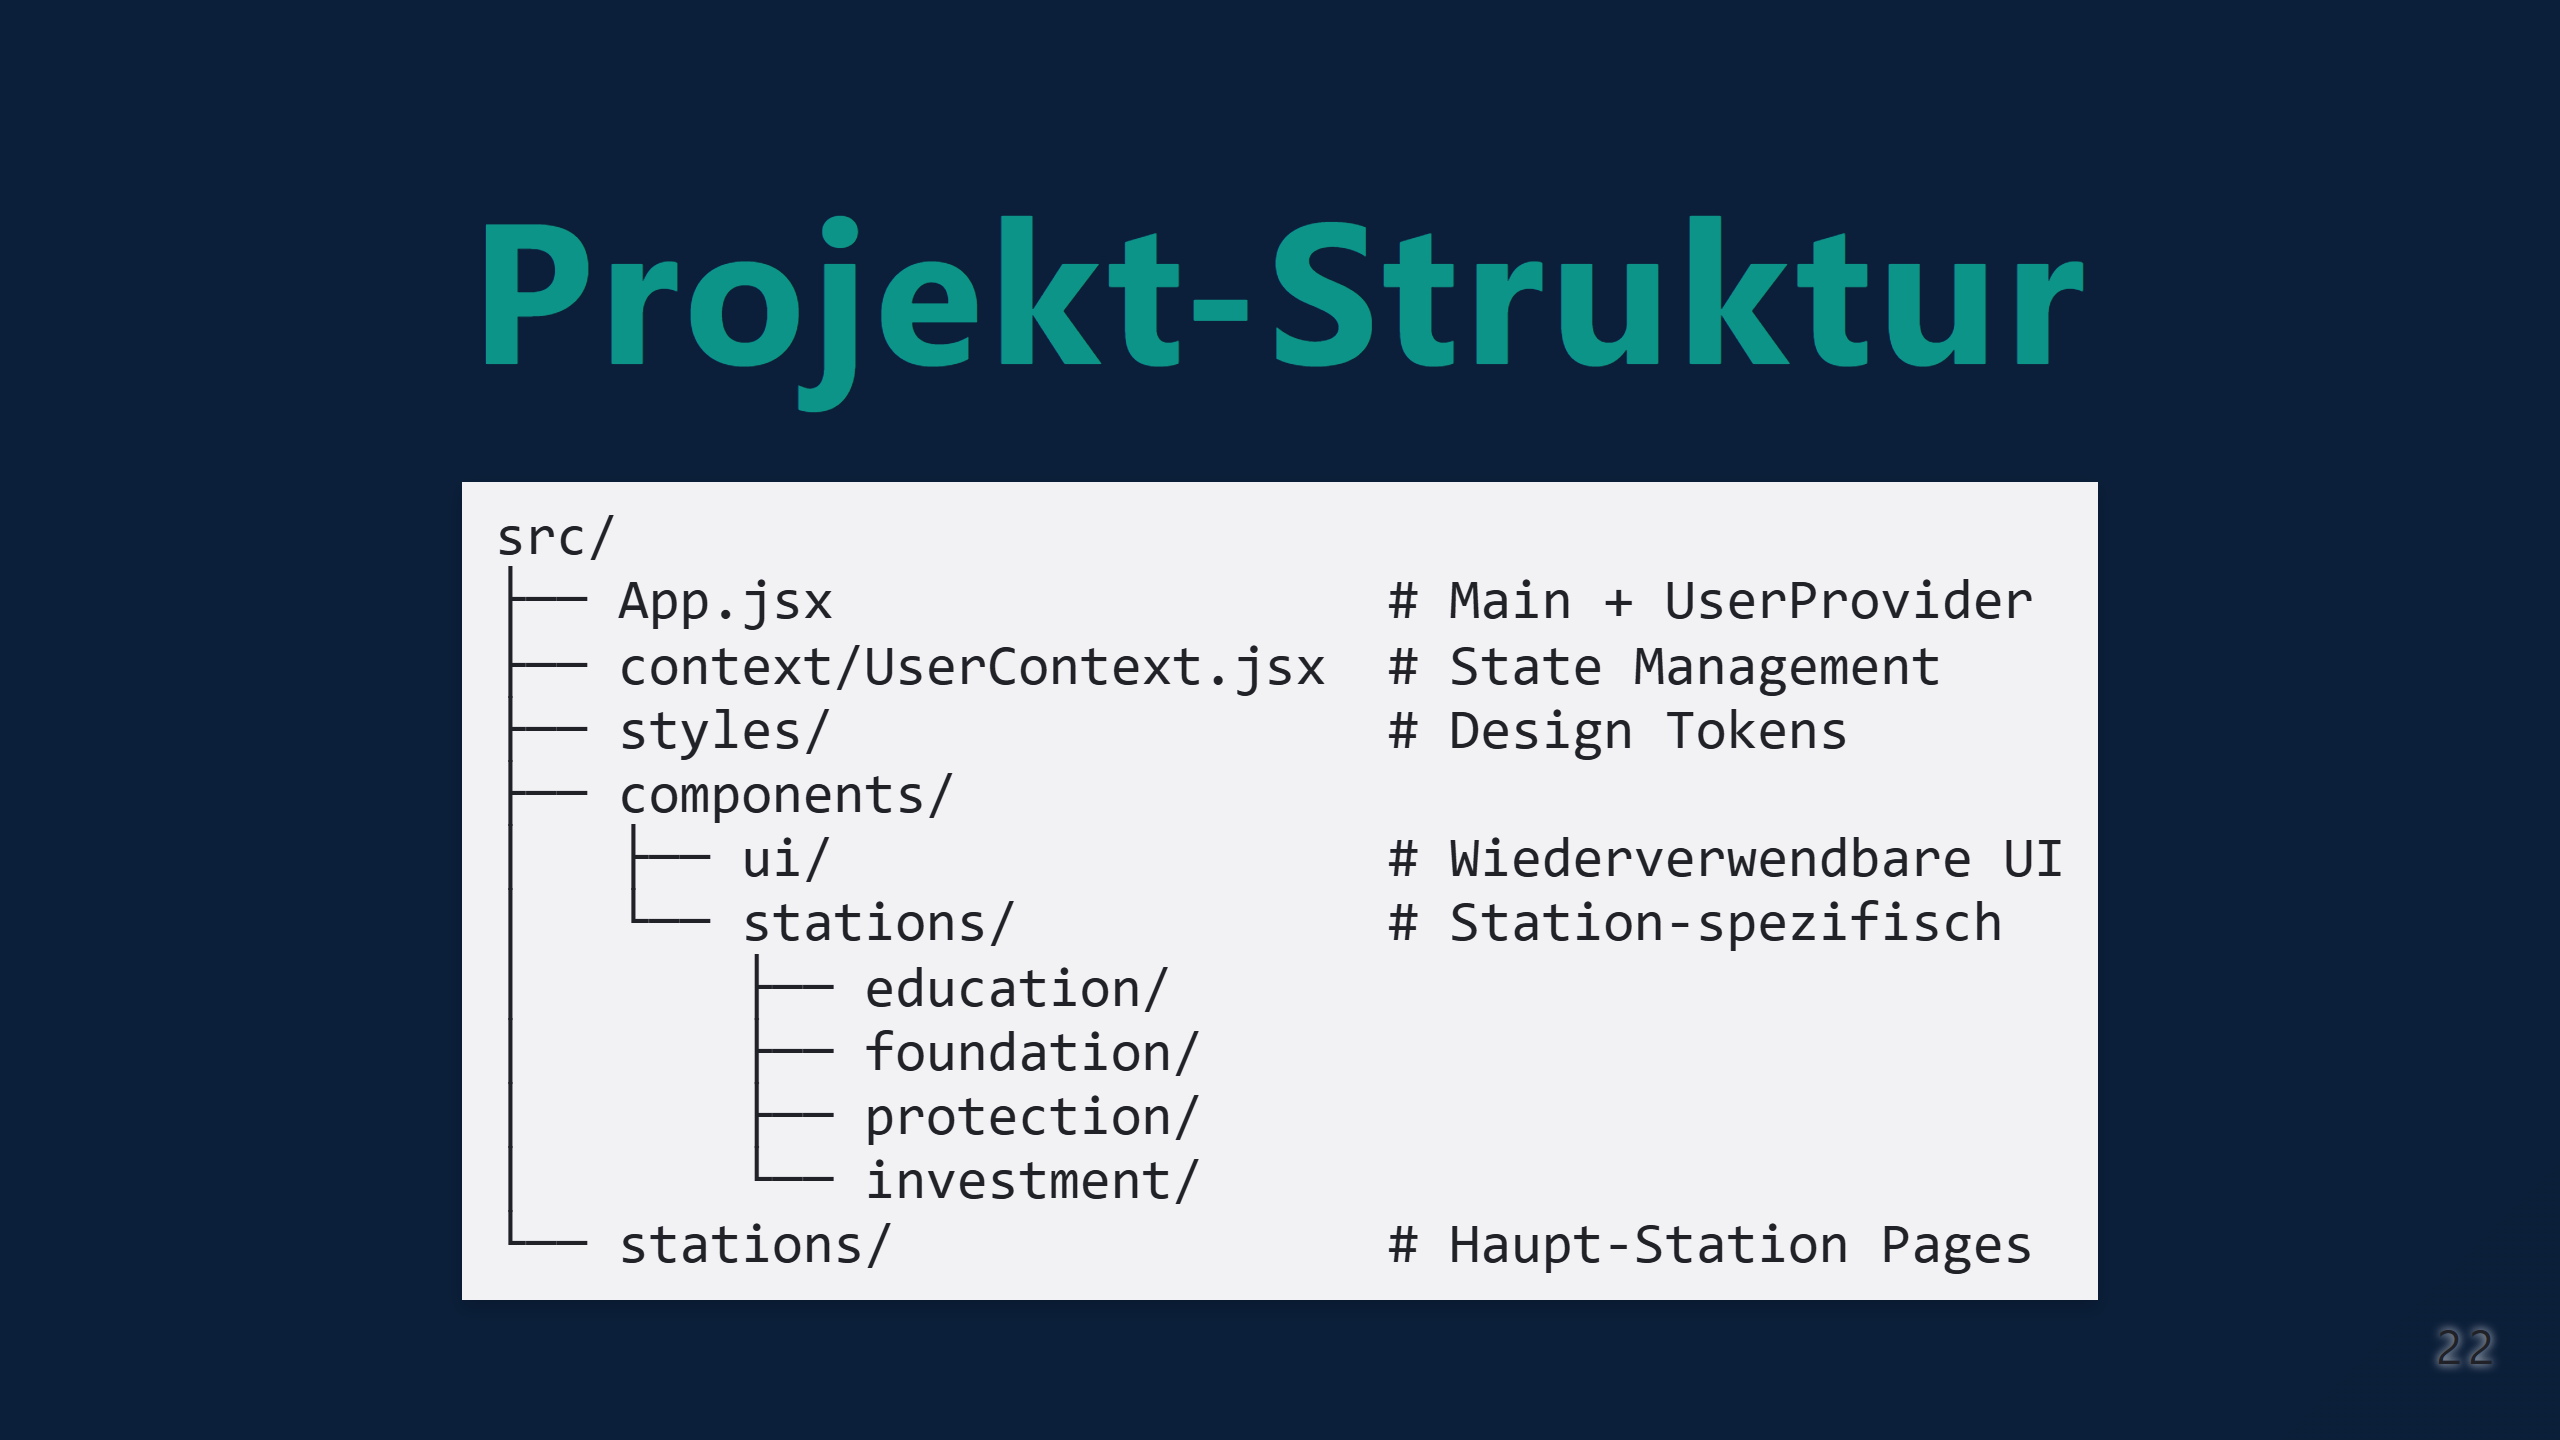 Projekt-Struktur
src/
├── App.jsx                  # Main + UserProvider
├── context/UserContext.jsx  # State Management
├── styles/                  # Design Tokens
├── components/
│   ├── ui/                  # Wiederverwendbare UI
│   └── stations/            # Station-spezifisch
│       ├── education/
│       ├── foundation/
│       ├── protection/
│       └── investment/
└── stations/                # Haupt-Station Pages
22